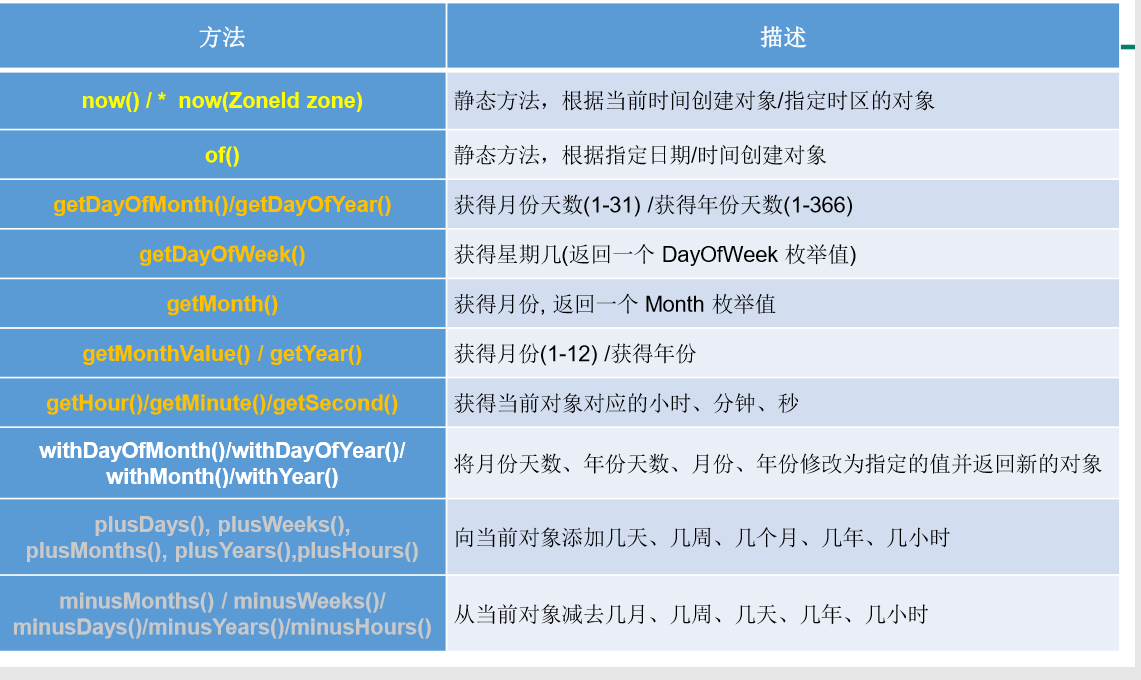 方法
描述
now() / *  now(ZoneId zone)
静态方法，根据当前时间创建对象/指定时区的对象
of()
静态方法，根据指定日期/时间创建对象
getDayOfMonth()/getDayOfYear()
获得月份天数(1-31) /获得年份天数(1-366)
getDayOfWeek()
获得星期几(返回一个 DayOfWeek 枚举值)
getMonth()
获得月份, 返回一个 Month 枚举值
getMonthValue() / getYear()
获得月份(1-12) /获得年份
getHour()/getMinute()/getSecond()
获得当前对象对应的小时、分钟、秒
withDayOfMonth()/withDayOfYear()/
withMonth()/withYear()
将月份天数、年份天数、月份、年份修改为指定的值并返回新的对象
plusDays(), plusWeeks(),
plusMonths(), plusYears(),plusHours()
向当前对象添加几天、几周、几个月、几年、几小时
minusMonths() / minusWeeks()/
minusDays()/minusYears()/minusHours()
从当前对象减去几月、几周、几天、几年、几小时